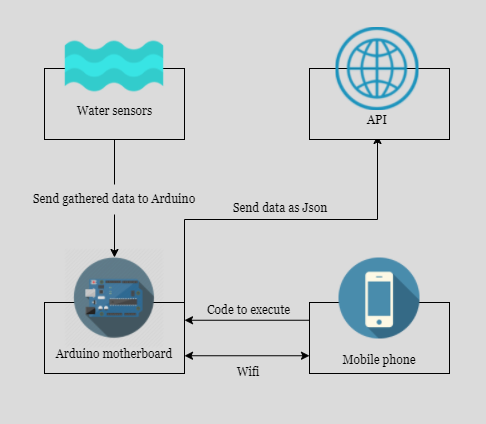 Water sensors
API
Send gathered data to Arduino
Send data as Json
Code to execute
Arduino motherboard
Mobile phone
Wifi